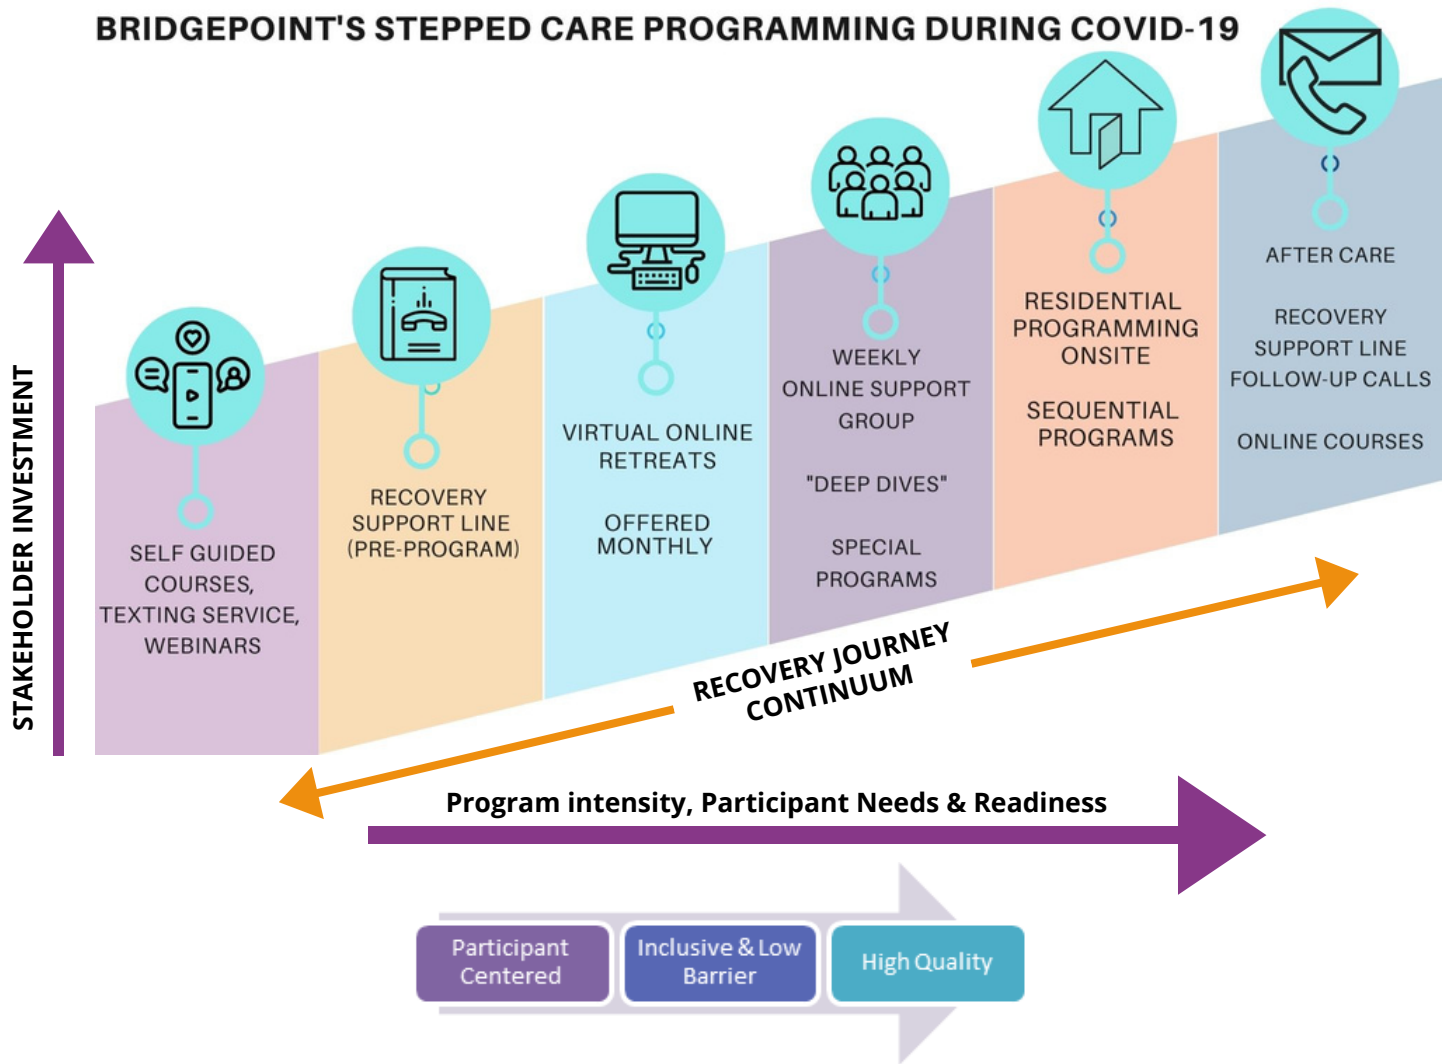 BRIDGEPOINT'S STEPPED CARE PROGRAMMING DURING COVID-19
STAKEHOLDER INVESTMENT
SELF GUIDED
COURSES,
TEXTING SERVICE,
WEBINARS
RECOVERY
SUPPORT LINE
(PRE-PROGRAM)
VIRTUAL ONLINE
RETREATS
OFFERED
MONTHLY
WEEKLY
ONLINE SUPPORT
GROUP
"DEEP DIVES"
SPECIAL
PROGRAMS
RESIDENTIAL
PROGRAMMING
ONSITE
SEQUENTIAL
PROGRAMS
AFTER CARE
RECOVERY
SUPPORT LINE
FOLLOW-UP CALLS
ONLINE COURSES
RECOVERY JOURNEY
CONTINUUM
Program intensity, Participant Needs & Readiness
Participant
Centered
Inclusive & Low
Barrier
High Quality